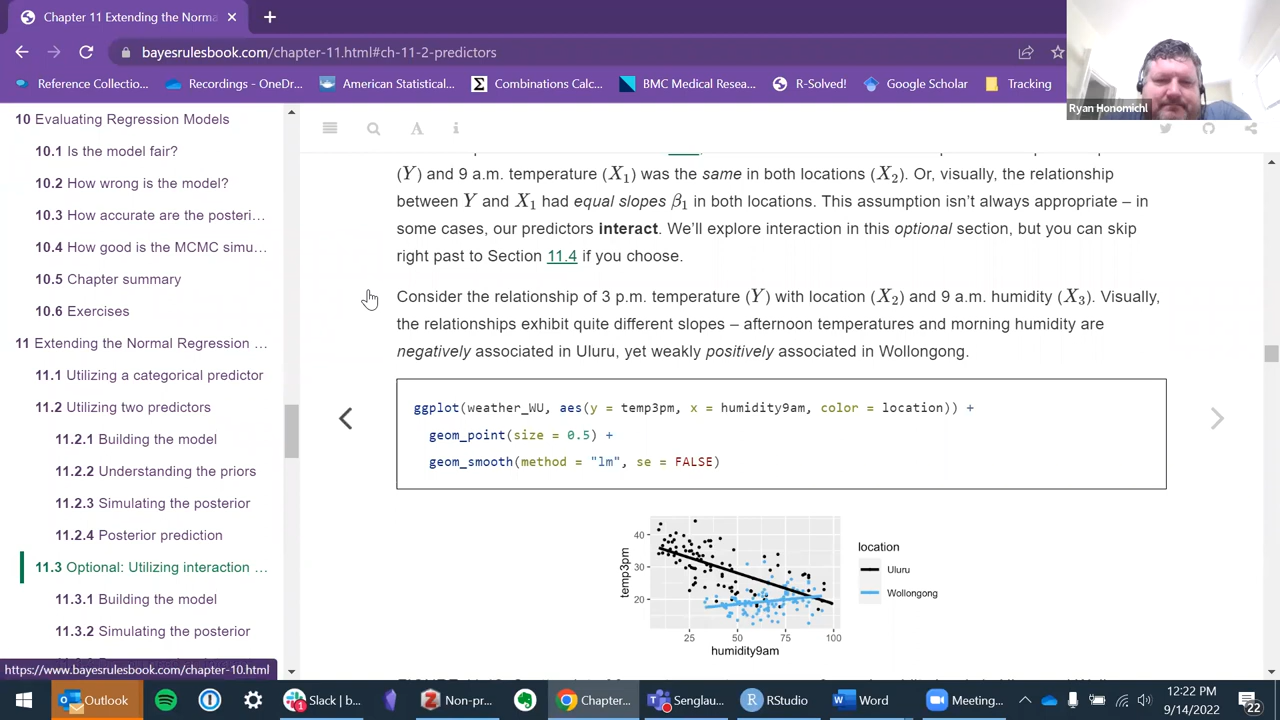 Chapter 11 Extending the Normal
bayesrulesbook.com/chapter-11.html#ch-11-2-predictors
Reference Collection... Recordings - OneDr... American Statistical... Combinations Calc... BMC Medical Resea... R-Solved! Google Scholar Tracking
Ryan Honomichl
10 Evaluating Regression Models
10.1 Is the model fair?
10.2 How wrong is the model?
10.3 How accurate are the posteri...
10.4 How good is the MCMC simu...
10.5 Chapter summary
10.6 Exercises
11 Extending the Normal Regression ...
11.1 Utilizing a categorical predictor
11.2 Utilizing two predictors
11.2.1 Building the model
11.2.2 Understanding the priors
11.2.3 Simulating the posterior
11.2.4 Posterior prediction
11.3 Optional: Utilizing interaction ...
11.3.1 Building the model
11.3.2 Simulating the posterior
https://www.bayesrulesbook.com/chapter-10.html
(Y) and 9 a.m. temperature (X₁) was the same in both locations (X₂). Or, visually, the relationship
between Y and X₁ had equal slopes β₁ in both locations. This assumption isn't always appropriate – in
some cases, our predictors interact. We'll explore interaction in this optional section, but you can skip
right past to Section 11.4 if you choose.
Consider the relationship of 3 p.m. temperature (Y) with location (X₂) and 9 a.m. humidity (X₃). Visually,
the relationships exhibit quite different slopes – afternoon temperatures and morning humidity are
negatively associated in Uluru, yet weakly positively associated in Wollongong.
ggplot(weather_WU, aes(y = temp3pm, x = humidity9am, color = location)) +
geom_point(size = 0.5) +
geom_smooth(method = "lm", se = FALSE)
temp3pm
40
30
20
25 50 75 100
humidity9am
location
Uluru
Wollongong
Outlook Slack | b... Non-pr... Chapter... Senglau... RStudio Word Meeting...
12:22 PM
9/14/2022
22